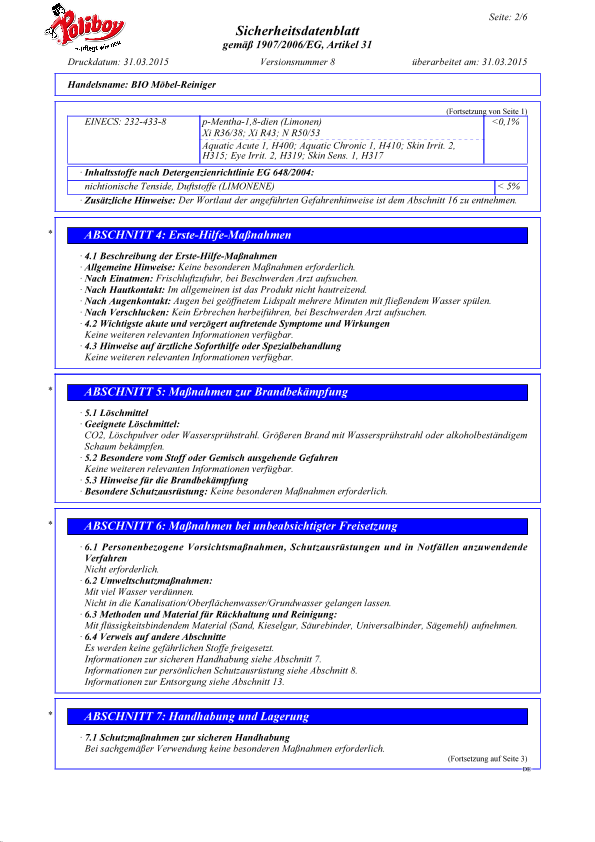 Poliboy
...pflegt wie neu
Seite: 2/6
Sicherheitsdatenblatt
gemäß 1907/2006/EG, Artikel 31
Druckdatum: 31.03.2015 Versionsnummer 8 überarbeitet am: 31.03.2015
Handelsname: BIO Möbel-Reiniger
(Fortsetzung von Seite 1)
EINECS: 232-433-8 p-Mentha-1,8-dien (Limonen) <0,1%
Xi R36/38; Xi R43; N R50/53
Aquatic Acute 1, H400; Aquatic Chronic 1, H410; Skin Irrit. 2,
H315; Eye Irrit. 2, H319; Skin Sens. 1, H317
· Inhaltsstoffe nach Detergenzienrichtlinie EG 648/2004:
nichtionische Tenside, Duftstoffe (LIMONENE) < 5%
· Zusätzliche Hinweise: Der Wortlaut der angeführten Gefahrenhinweise ist dem Abschnitt 16 zu entnehmen.
* ABSCHNITT 4: Erste-Hilfe-Maßnahmen
· 4.1 Beschreibung der Erste-Hilfe-Maßnahmen
· Allgemeine Hinweise: Keine besonderen Maßnahmen erforderlich.
· Nach Einatmen: Frischluftzufuhr, bei Beschwerden Arzt aufsuchen.
· Nach Hautkontakt: Im allgemeinen ist das Produkt nicht hautreizend.
· Nach Augenkontakt: Augen bei geöffnetem Lidspalt mehrere Minuten mit fließendem Wasser spülen.
· Nach Verschlucken: Kein Erbrechen herbeiführen, bei Beschwerden Arzt aufsuchen.
· 4.2 Wichtigste akute und verzögert auftretende Symptome und Wirkungen
Keine weiteren relevanten Informationen verfügbar.
· 4.3 Hinweise auf ärztliche Soforthilfe oder Spezialbehandlung
Keine weiteren relevanten Informationen verfügbar.
* ABSCHNITT 5: Maßnahmen zur Brandbekämpfung
· 5.1 Löschmittel
· Geeignete Löschmittel:
CO2, Löschpulver oder Wassersprühstrahl. Größeren Brand mit Wassersprühstrahl oder alkoholbeständigem
Schaum bekämpfen.
· 5.2 Besondere vom Stoff oder Gemisch ausgehende Gefahren
Keine weiteren relevanten Informationen verfügbar.
· 5.3 Hinweise für die Brandbekämpfung
· Besondere Schutzausrüstung: Keine besonderen Maßnahmen erforderlich.
* ABSCHNITT 6: Maßnahmen bei unbeabsichtigter Freisetzung
· 6.1 Personenbezogene Vorsichtsmaßnahmen, Schutzausrüstungen und in Notfällen anzuwendende
Verfahren
Nicht erforderlich.
· 6.2 Umweltschutzmaßnahmen:
Mit viel Wasser verdünnen.
Nicht in die Kanalisation/Oberflächenwasser/Grundwasser gelangen lassen.
· 6.3 Methoden und Material für Rückhaltung und Reinigung:
Mit flüssigkeitsbindendem Material (Sand, Kieselgur, Säurebinder, Universalbinder, Sägemehl) aufnehmen.
· 6.4 Verweis auf andere Abschnitte
Es werden keine gefährlichen Stoffe freigesetzt.
Informationen zur sicheren Handhabung siehe Abschnitt 7.
Informationen zur persönlichen Schutzausrüstung siehe Abschnitt 8.
Informationen zur Entsorgung siehe Abschnitt 13.
* ABSCHNITT 7: Handhabung und Lagerung
· 7.1 Schutzmaßnahmen zur sicheren Handhabung
Bei sachgemäßer Verwendung keine besonderen Maßnahmen erforderlich.
(Fortsetzung auf Seite 3)
DE